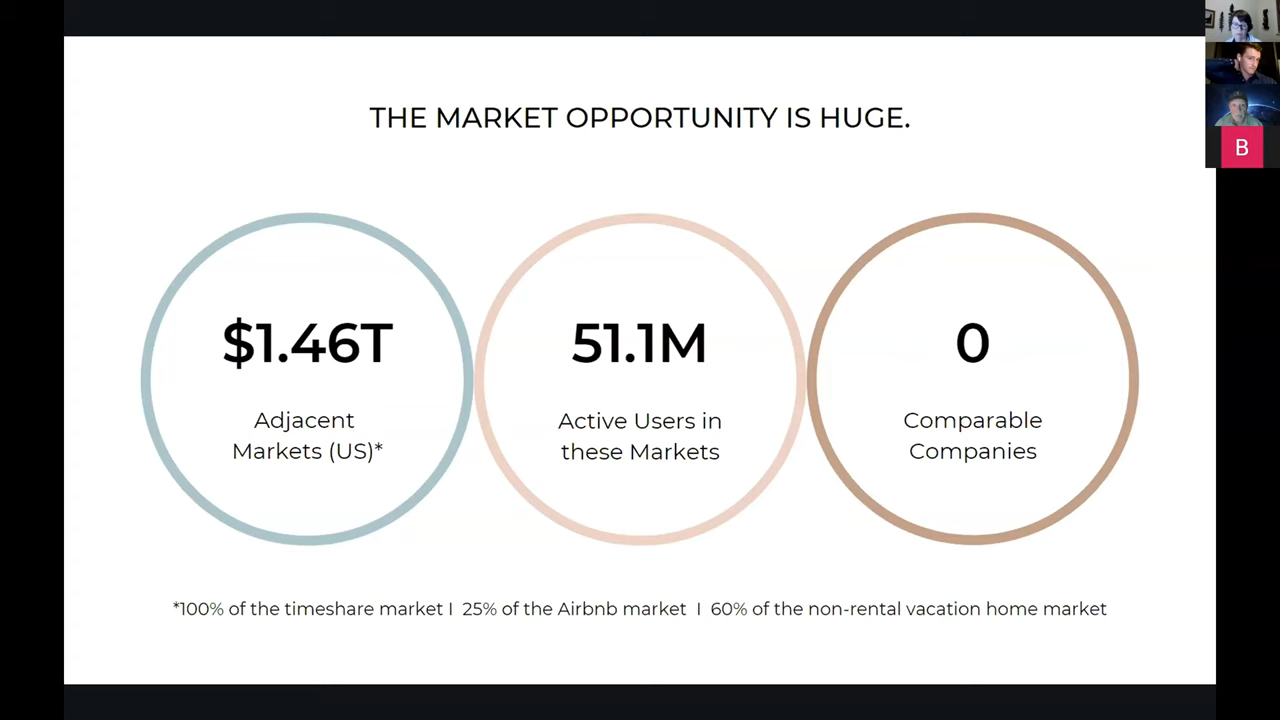 THE MARKET OPPORTUNITY IS HUGE.
B
$1.46T
Adjacent
Markets (US)*
51.1M
Active Users in
these Markets
0
Comparable
Companies
*100% of the timeshare market I 25% of the Airbnb market I 60% of the non-rental vacation home market